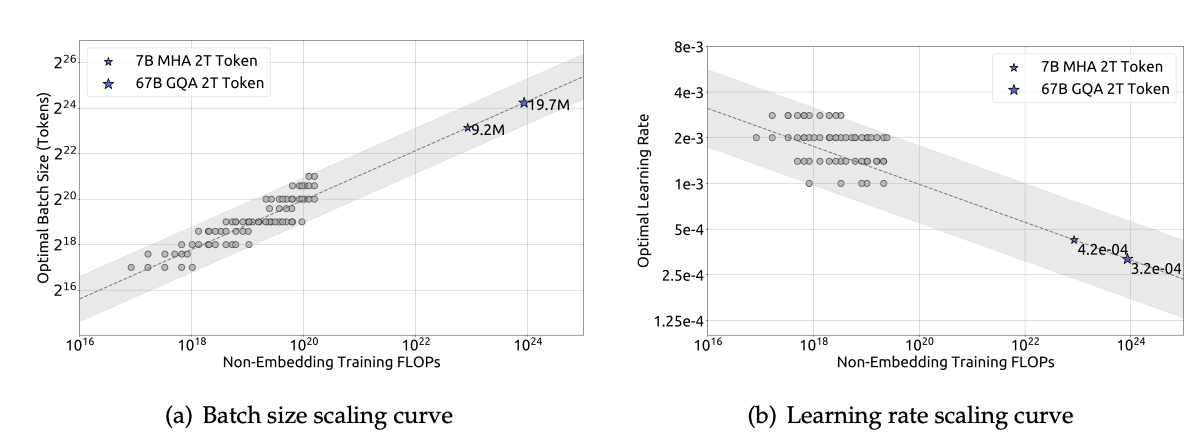 Optimal Batch Size (Tokens)
2^26
2^24
2^22
2^20
2^18
2^16
7B MHA 2T Token
67B GQA 2T Token
19.7M
9.2M
10^16 10^18 10^20 10^22 10^24
Non-Embedding Training FLOPs
(a) Batch size scaling curve
Optimal Learning Rate
8e-3
4e-3
2e-3
1e-3
5e-4
2.5e-4
1.25e-4
7B MHA 2T Token
67B GQA 2T Token
4.2e-04
3.2e-04
10^16 10^18 10^20 10^22 10^24
Non-Embedding Training FLOPs
(b) Learning rate scaling curve